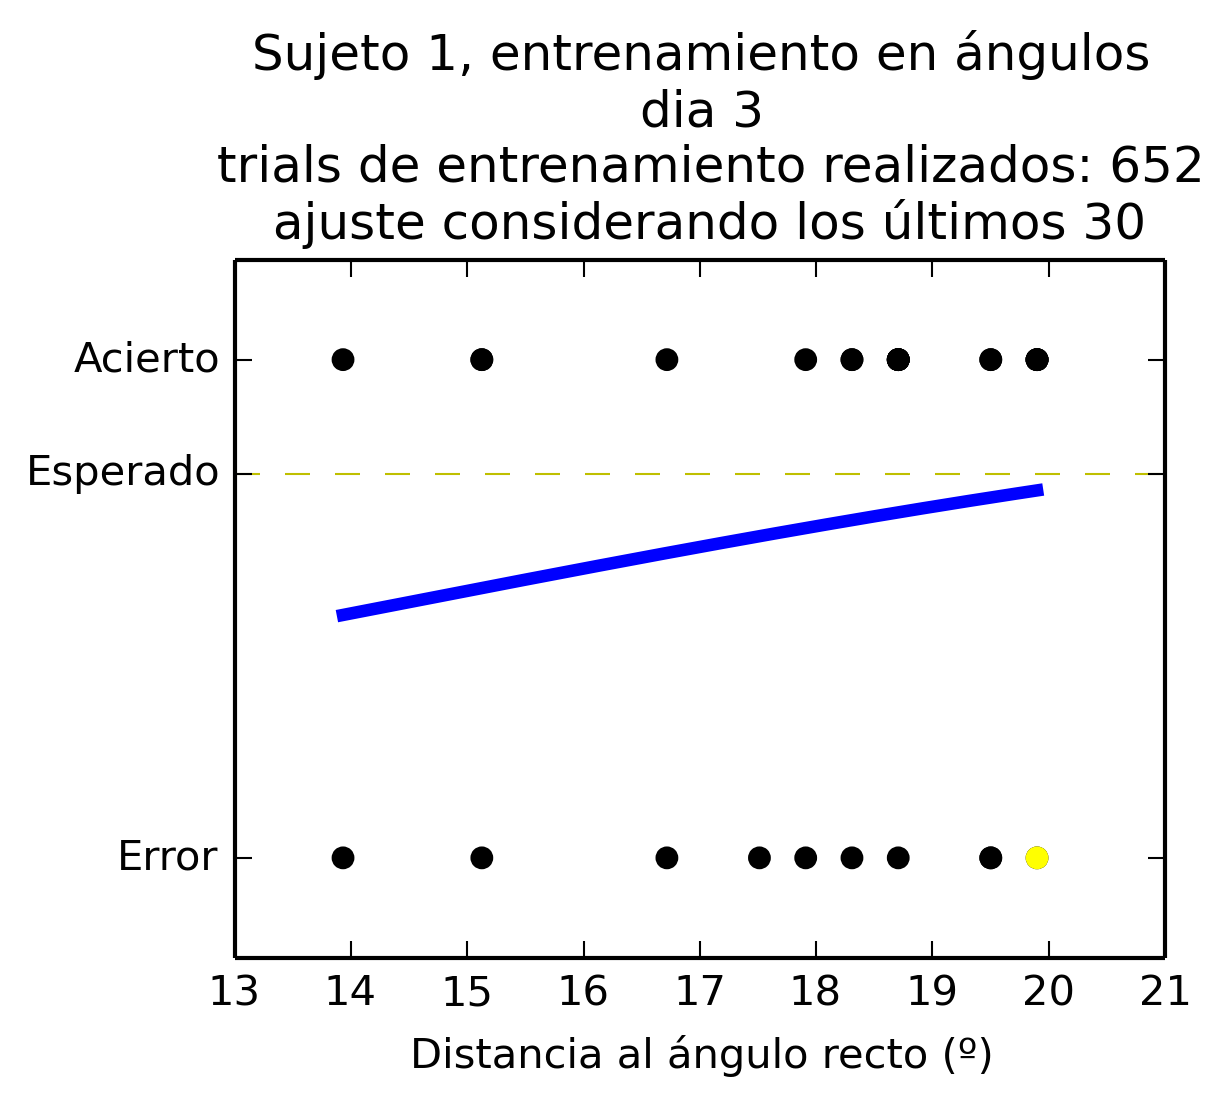 Sujeto 1, entrenamiento en ángulos
dia 3
trials de entrenamiento realizados: 652
ajuste considerando los últimos 30
Acierto
Esperado
Error
13 14 15 16 17 18 19 20 21
Distancia al ángulo recto (º)